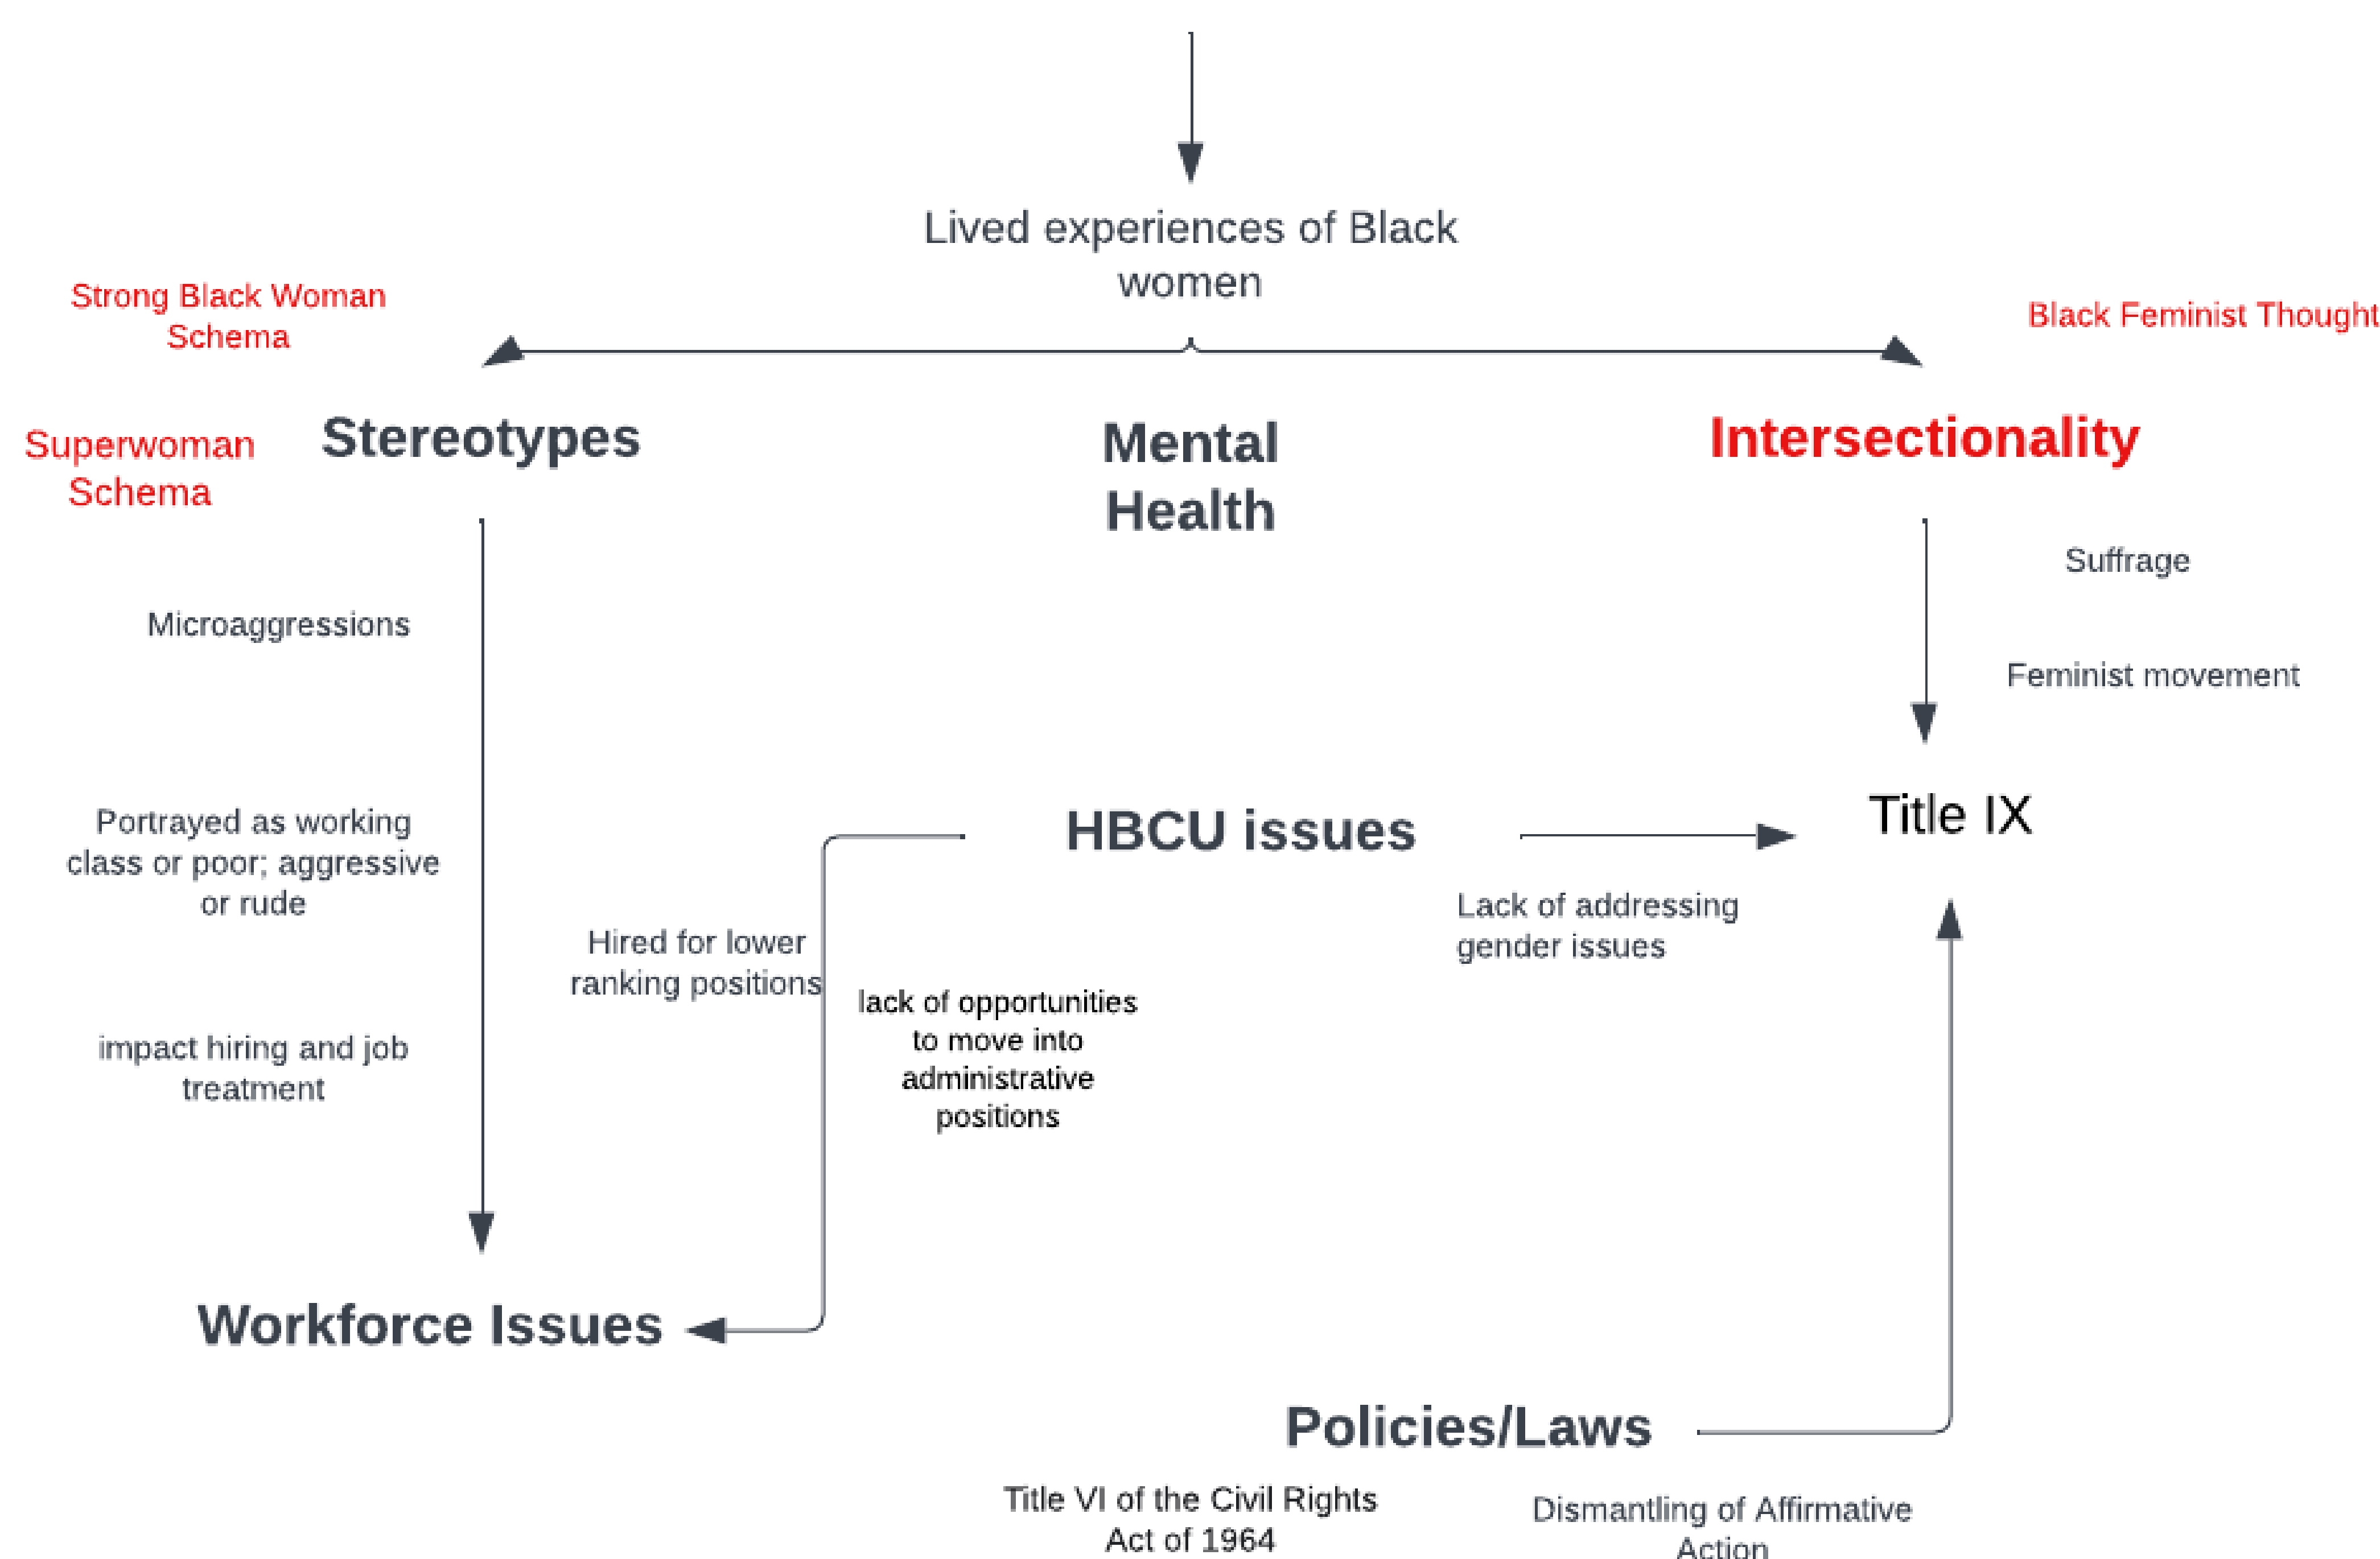 Lived experiences of Black
women
Strong Black Woman
Schema
Black Feminist Thought
Superwoman
Schema
Stereotypes
Mental
Health
Intersectionality
Suffrage
Microaggressions
Feminist movement
Portrayed as working
class or poor; aggressive
or rude
HBCU issues
Title IX
Lack of addressing
gender issues
Hired for lower
ranking positions
lack of opportunities
to move into
administrative
positions
impact hiring and job
treatment
Workforce Issues
Policies/Laws
Title VI of the Civil Rights
Act of 1964
Dismantling of Affirmative
Action